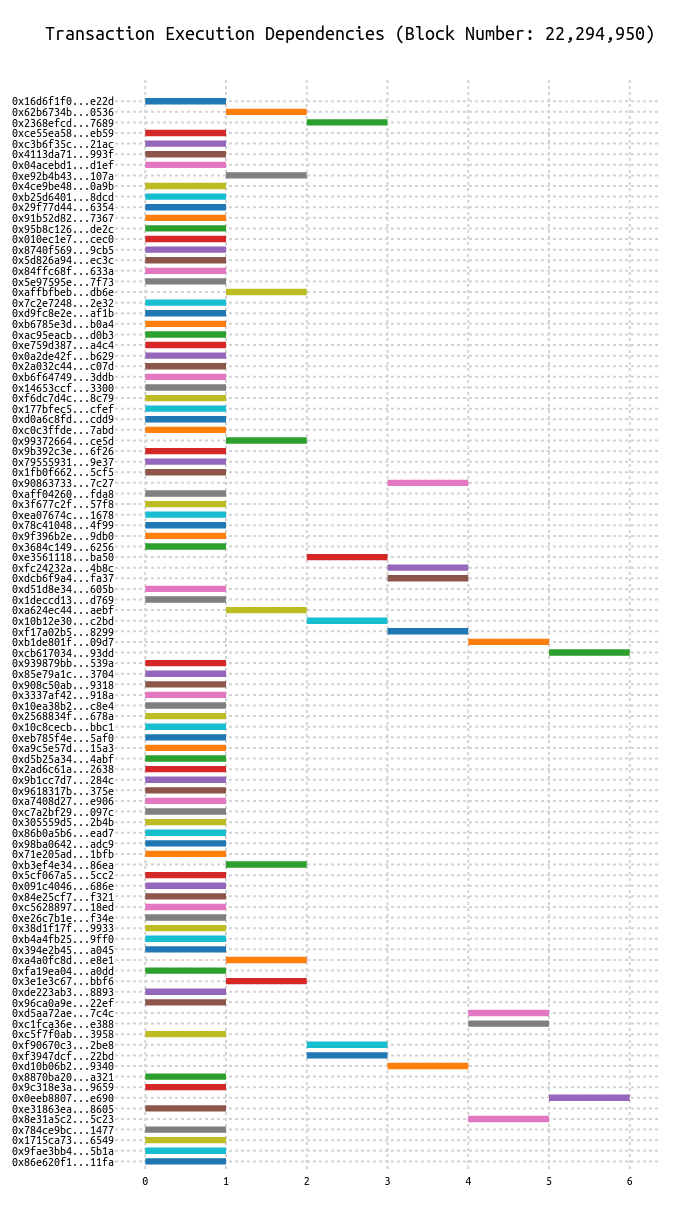 Transaction Execution Dependencies (Block Number: 22,294,950)
0x16d6f1f0...e22d
0x62b6734b...0536
0x2368efcd...7689
0xce55ea58...eb59
0xc3b6f35c...21ac
0x4113da71...993f
0x04acebd1...d1ef
0xe92b4b43...107a
0x4ce9be48...0a9b
0xb25d6401...8dcd
0x29f77d44...6354
0x91b52d82...7367
0x95b8c126...de2c
0x010ec1e7...cec0
0x8740f569...9cb5
0x5d826a94...ec3c
0x84ffc68f...633a
0x5e97595e...7f73
0xaffbfbeb...db6e
0x7c2e7248...2e32
0xd9fc8e2e...af1b
0xb6785e3d...b0a4
0xac95eacb...d0b3
0xe759d387...a4c4
0x0a2de42f...b629
0x2a032c44...c07d
0xb6f64749...3ddb
0x14653ccf...3300
0xf6dc7d4c...8c79
0x177bfec5...cfef
0xd0a6c8fd...cdd9
0xc0c3ffde...7abd
0x99372664...ce5d
0x9b392c3e...6f26
0x79555931...9e37
0x1fb0f662...5cf5
0x90863733...7c27
0xaff04260...fda8
0x3f677c2f...57f8
0xea07674c...1678
0x78c41048...4f99
0x9f396b2e...9db0
0x3684c149...6256
0xe3561118...ba50
0xfc24232a...4b8c
0xdcb6f9a4...fa37
0xd51d8e34...605b
0x1deccd13...d769
0xa624ec44...aebf
0x10b12e30...c2bd
0xf17a02b5...8299
0xb1de801f...09d7
0xcb617034...93dd
0x939879bb...539a
0x85e79a1c...3704
0x908c50ab...9318
0x3337af42...918a
0x10ea38b2...c8e4
0x2568834f...678a
0x10c8cecb...bbc1
0xeb785f4e...5af0
0xa9c5e57d...15a3
0xd5b25a34...4abf
0x2ad6c61a...2638
0x9b1cc7d7...284c
0x9618317b...375e
0xa7408d27...e906
0xc7a2bf29...097c
0x305559d5...2b4b
0x86b0a5b6...ead7
0x98ba0642...adc9
0x71e205ad...1bfb
0xb3ef4e34...86ea
0x5cf067a5...5cc2
0x091c4046...686e
0x84e25cf7...f321
0xc5628897...18ed
0xe26c7b1e...f34e
0x38d1f17f...9933
0xb4a4fb25...9ff0
0x394e2b45...a045
0xa4a0fc8d...e8e1
0xfa19ea04...a0dd
0x3e1e3c67...bbf6
0xde223ab3...8893
0x96ca0a9e...22ef
0xd5aa72ae...7c4c
0xc1fca36e...e388
0xc5f7f0ab...3958
0xf90670c3...2be8
0xf3947dcf...22bd
0xd10b06b2...9340
0x8870ba20...a321
0x9c318e3a...9659
0x0eeb8807...e690
0xe31863ea...8605
0x8e31a5c2...5c23
0x784ce9bc...1477
0x1715ca73...6549
0x9fae3bb4...5b1a
0x86e620f1...11fa
0 1 2 3 4 5 6